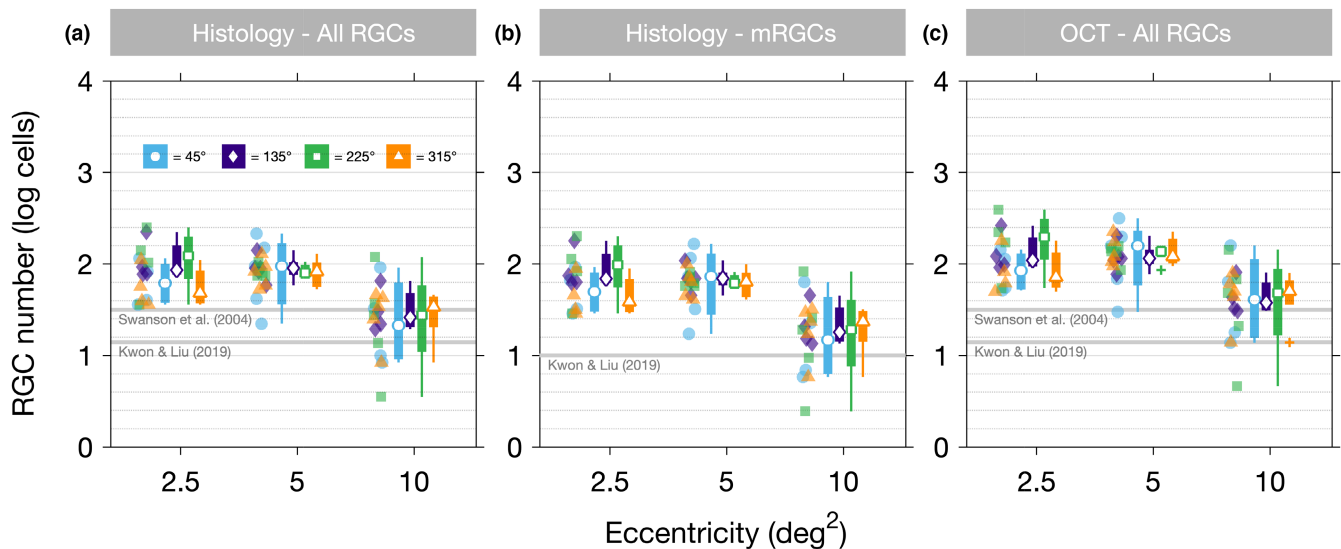 (a) Histology - All RGCs
(b) Histology - mRGCs
(c) OCT - All RGCs
RGC number (log cells)
4
3
2
1
0
= 45° = 135° = 225° = 315°
Swanson et al. (2004)
Kwon & Liu (2019)
2.5 5 10
4
3
2
1
0
Kwon & Liu (2019)
2.5 5 10
4
3
2
1
0
Swanson et al. (2004)
Kwon & Liu (2019)
2.5 5 10
Eccentricity (deg²)